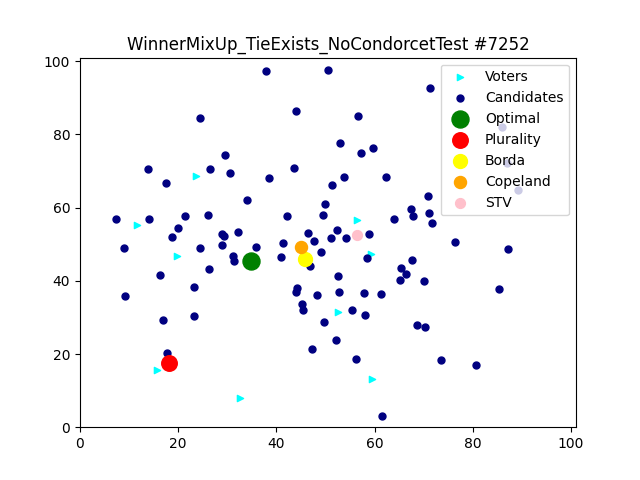 WinnerMixUp_TieExists_NoCondorcetTest #7252
100
80
60
40
20
0
0
20
40
60
80
100
Voters
Candidates
Optimal
Plurality
Borda
Copeland
STV